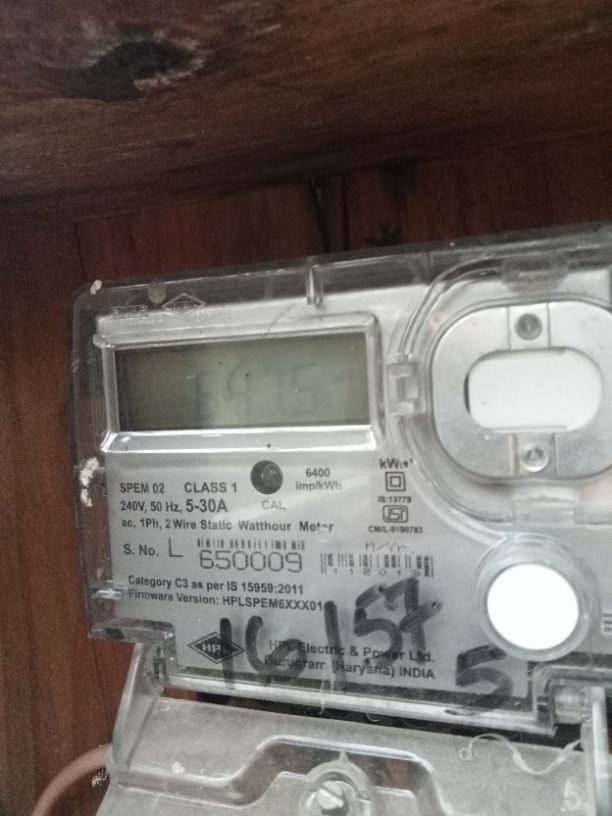 SPEM 02 CLASS 1
6400
imp/kWh
240V, 50 Hz, 5-30A
CAL
ac, 1Ph, 2 Wire Static Watthour Meter
kWh
IS:13779
ISI
CM/L-9190783
S. No. L 650009
M/Yr.
112019
Category C3 as per IS 15959:2011
Firmware Version: HPLSPEM6XXX01
HPL
HPL Electric & Power Ltd.
Gurugram (Haryana) INDIA
16157
5